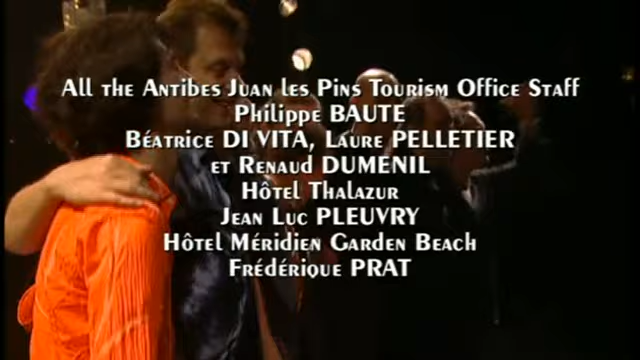 All the Antibes Juan les Pins Tourism Office Staff
Philippe BAUTE
Béatrice DI VITA, Laure PELLETIER
et Renaud DUMENIL
Hôtel Thalazur
Jean Luc PLEUVRY
Hôtel Méridien Garden Beach
Frédérique PRAT